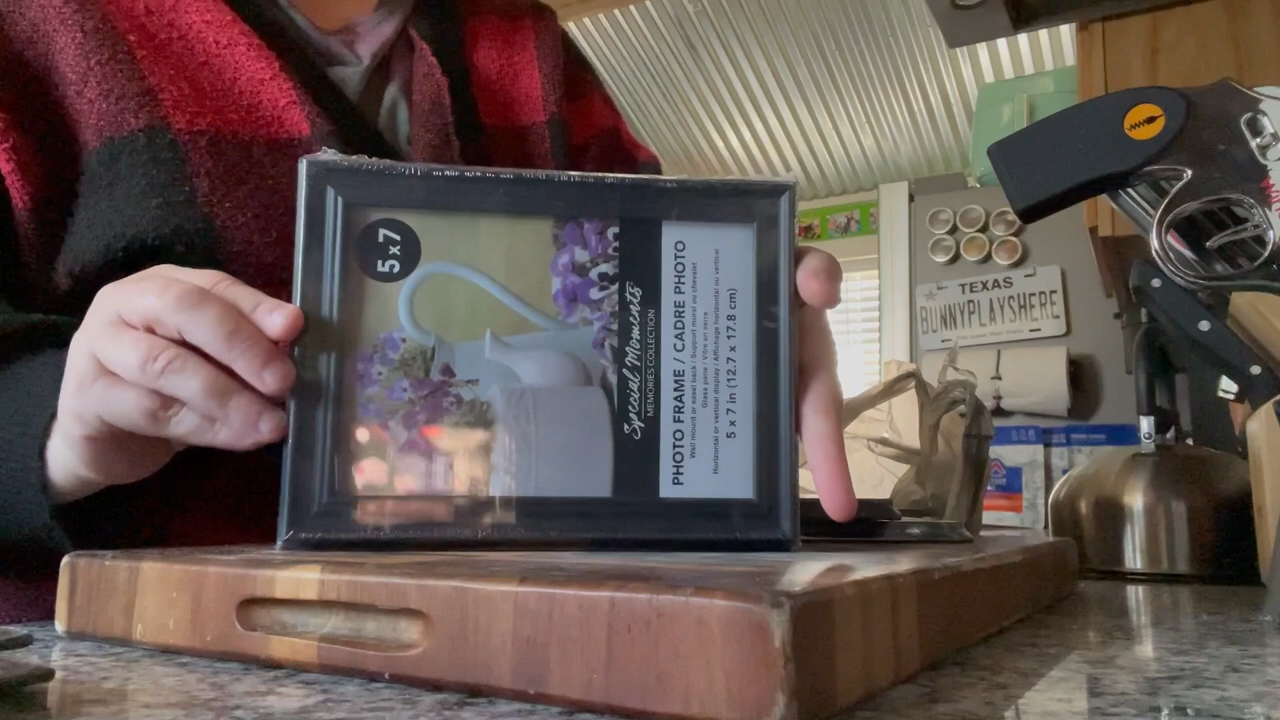 5x7
Special Moments
MEMORIES COLLECTION
PHOTO FRAME / CADRE PHOTO
Wall mount or easel back / Support mural ou chevalet
Glass pane / Vitre en verre
Horizontal or vertical display / Affichage horizontal ou vertical
5 x 7 in (12.7 x 17.8 cm)
TEXAS
BUNNYPLAYSHERE